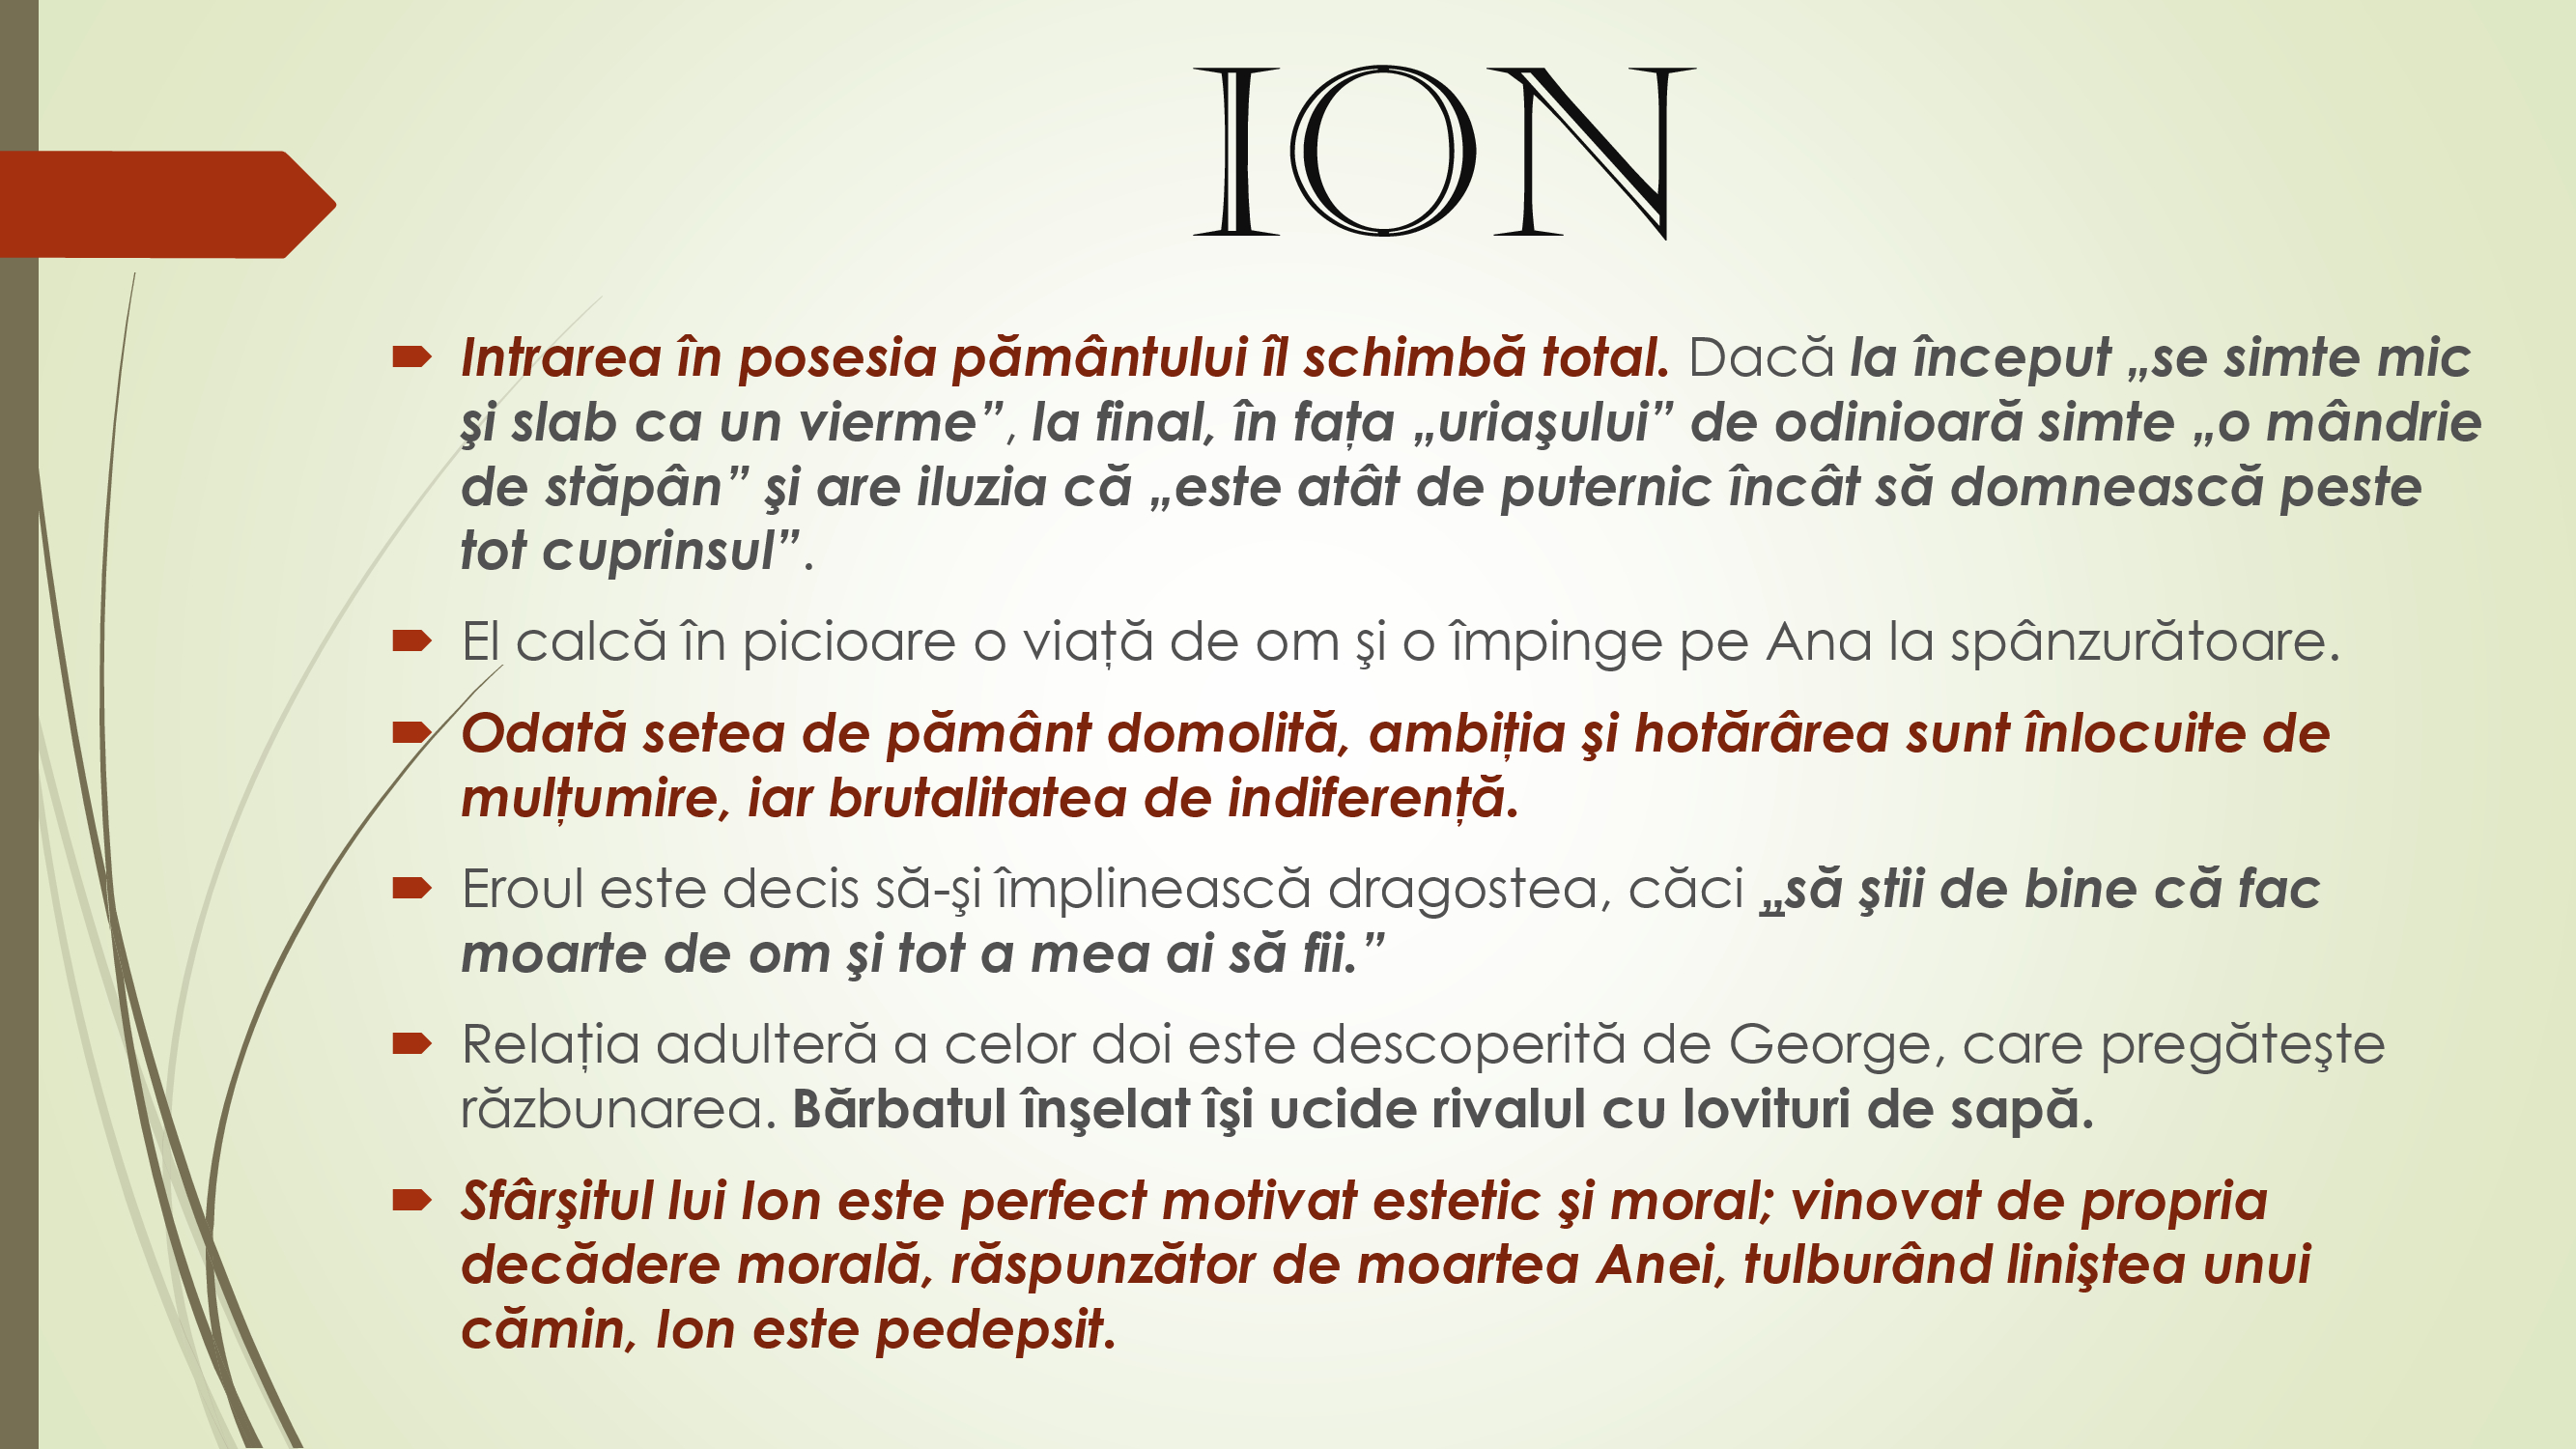 ION
Intrarea în posesia pământului îl schimbă total. Dacă la început „se simte mic
şi slab ca un vierme”, la final, în faţa „uriaşului” de odinioară simte „o mândrie
de stăpân” şi are iluzia că „este atât de puternic încât să domnească peste
tot cuprinsul”.
El calcă în picioare o viaţă de om şi o împinge pe Ana la spânzurătoare.
Odată setea de pământ domolită, ambiţia şi hotărârea sunt înlocuite de
mulţumire, iar brutalitatea de indiferenţă.
Eroul este decis să-şi împlinească dragostea, căci „să ştii de bine că fac
moarte de om şi tot a mea ai să fii.”
Relaţia adulteră a celor doi este descoperită de George, care pregăteşte
răzbunarea. Bărbatul înşelat îşi ucide rivalul cu lovituri de sapă.
Sfârşitul lui Ion este perfect motivat estetic şi moral; vinovat de propria
decădere morală, răspunzător de moartea Anei, tulburând liniştea unui
cămin, Ion este pedepsit.